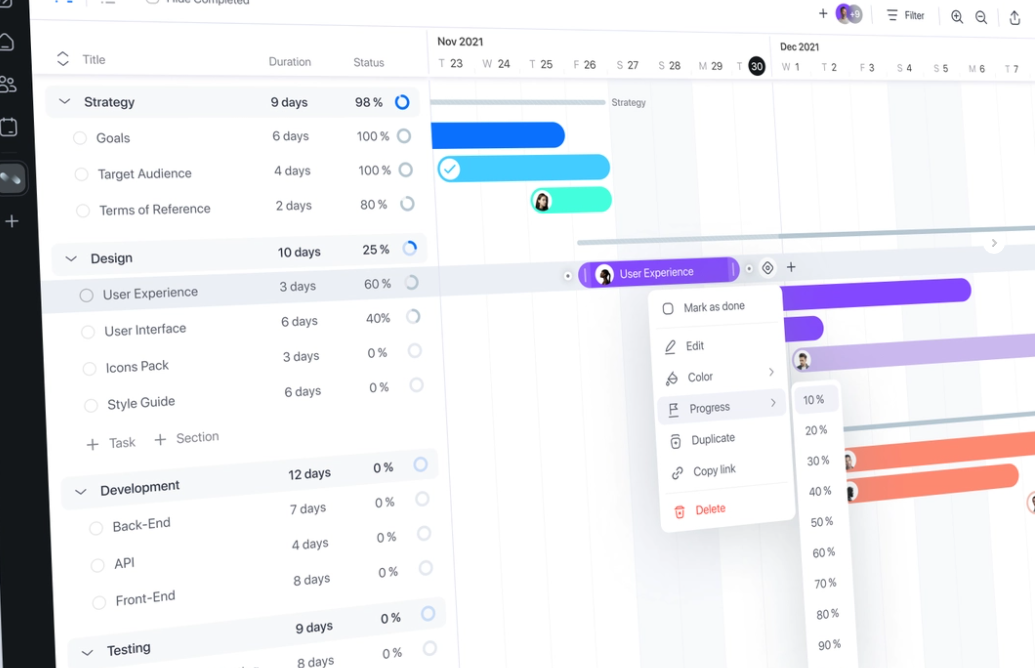 Hide Completed
+9
Filter
Title Duration Status
Nov 2021 Dec 2021
T 23 W 24 T 25 F 26 S 27 S 28 M 29 T 30 W 1 T 2 F 3 S 4 S 5 M 6 T 7
Strategy 9 days 98 %
Strategy
Goals 6 days 100 %
Target Audience 4 days 100 %
Terms of Reference 2 days 80 %
Design 10 days 25 %
User Experience 3 days 60 %
User Experience
User Interface 6 days 40%
Icons Pack 3 days 0 %
Style Guide 6 days 0 %
+ Task + Section
Development 12 days 0 %
Back-End 7 days 0 %
API 4 days 0 %
Front-End 8 days 0 %
Testing 9 days 0 %
8 days 0 %
Mark as done
Edit
Color
Progress
Duplicate
Copy link
Delete
10 %
20 %
30 %
40 %
50 %
60 %
70 %
80 %
90 %